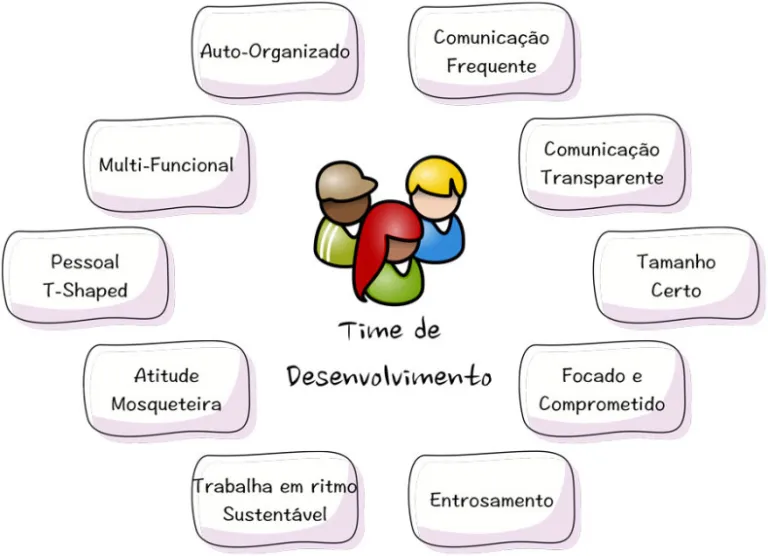 Auto-Organizado
Comunicação
Frequente
Multi-Funcional
Comunicação
Transparente
Pessoal
T-Shaped
Tamanho
Certo
Time de
Desenvolvimento
Atitude
Mosqueteira
Focado e
Comprometido
Trabalha em ritmo
Sustentável
Entrosamento